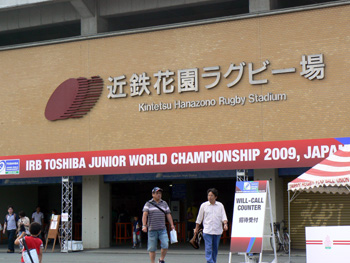 近鉄花園ラグビー場
Kintetsu Hanazono Rugby Stadium
IRB TOSHIBA JUNIOR WORLD CHAMPIONSHIP 2009, JAPAN
WILL-CALL
COUNTER
招待受付